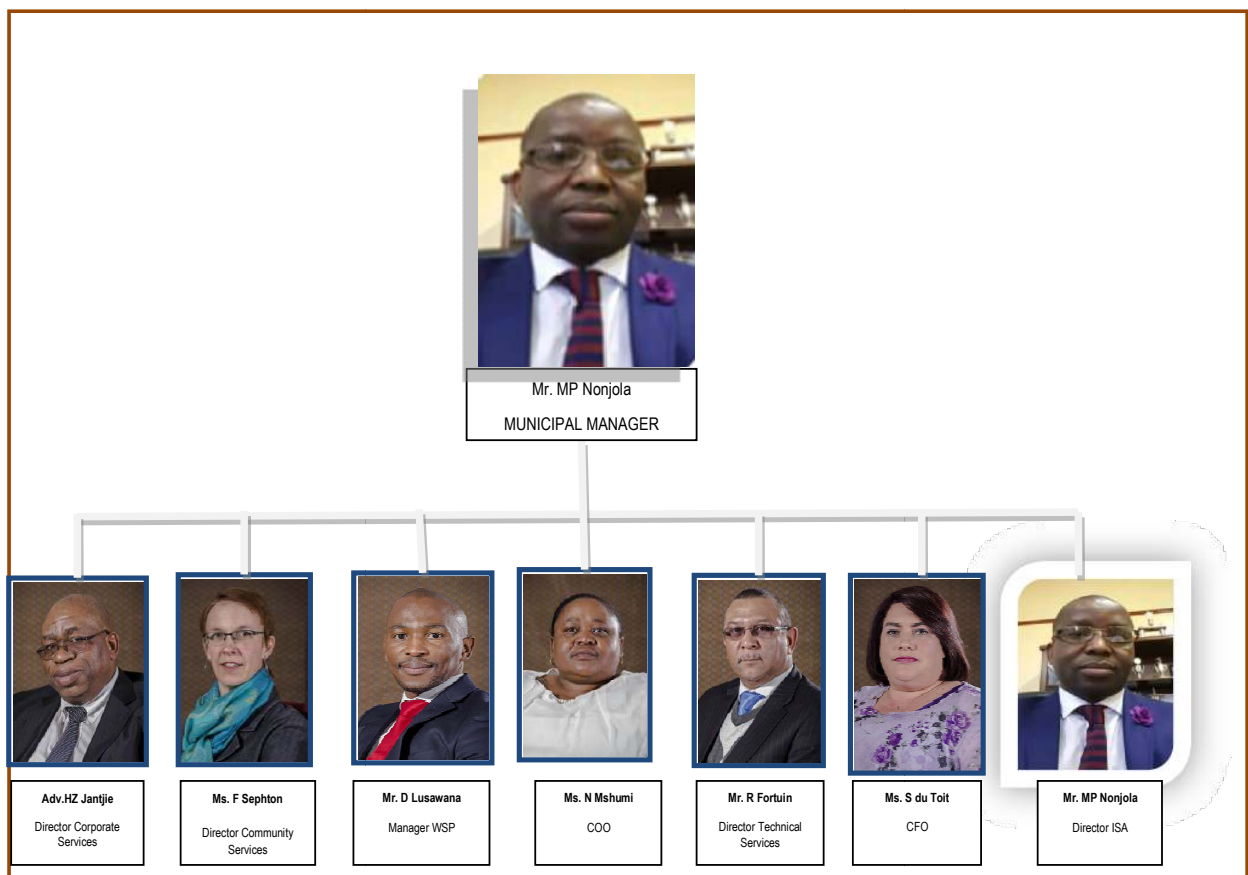 Mr. MP Nonjola
MUNICIPAL MANAGER
Adv.HZ Jantjie
Director Corporate
Services
Ms. F Sephton
Director Community
Services
Mr. D Lusawana
Manager WSP
Ms. N Mshumi
COO
Mr. R Fortuin
Director Technical
Services
Ms. S du Toit
CFO
Mr. MP Nonjola
Director ISA